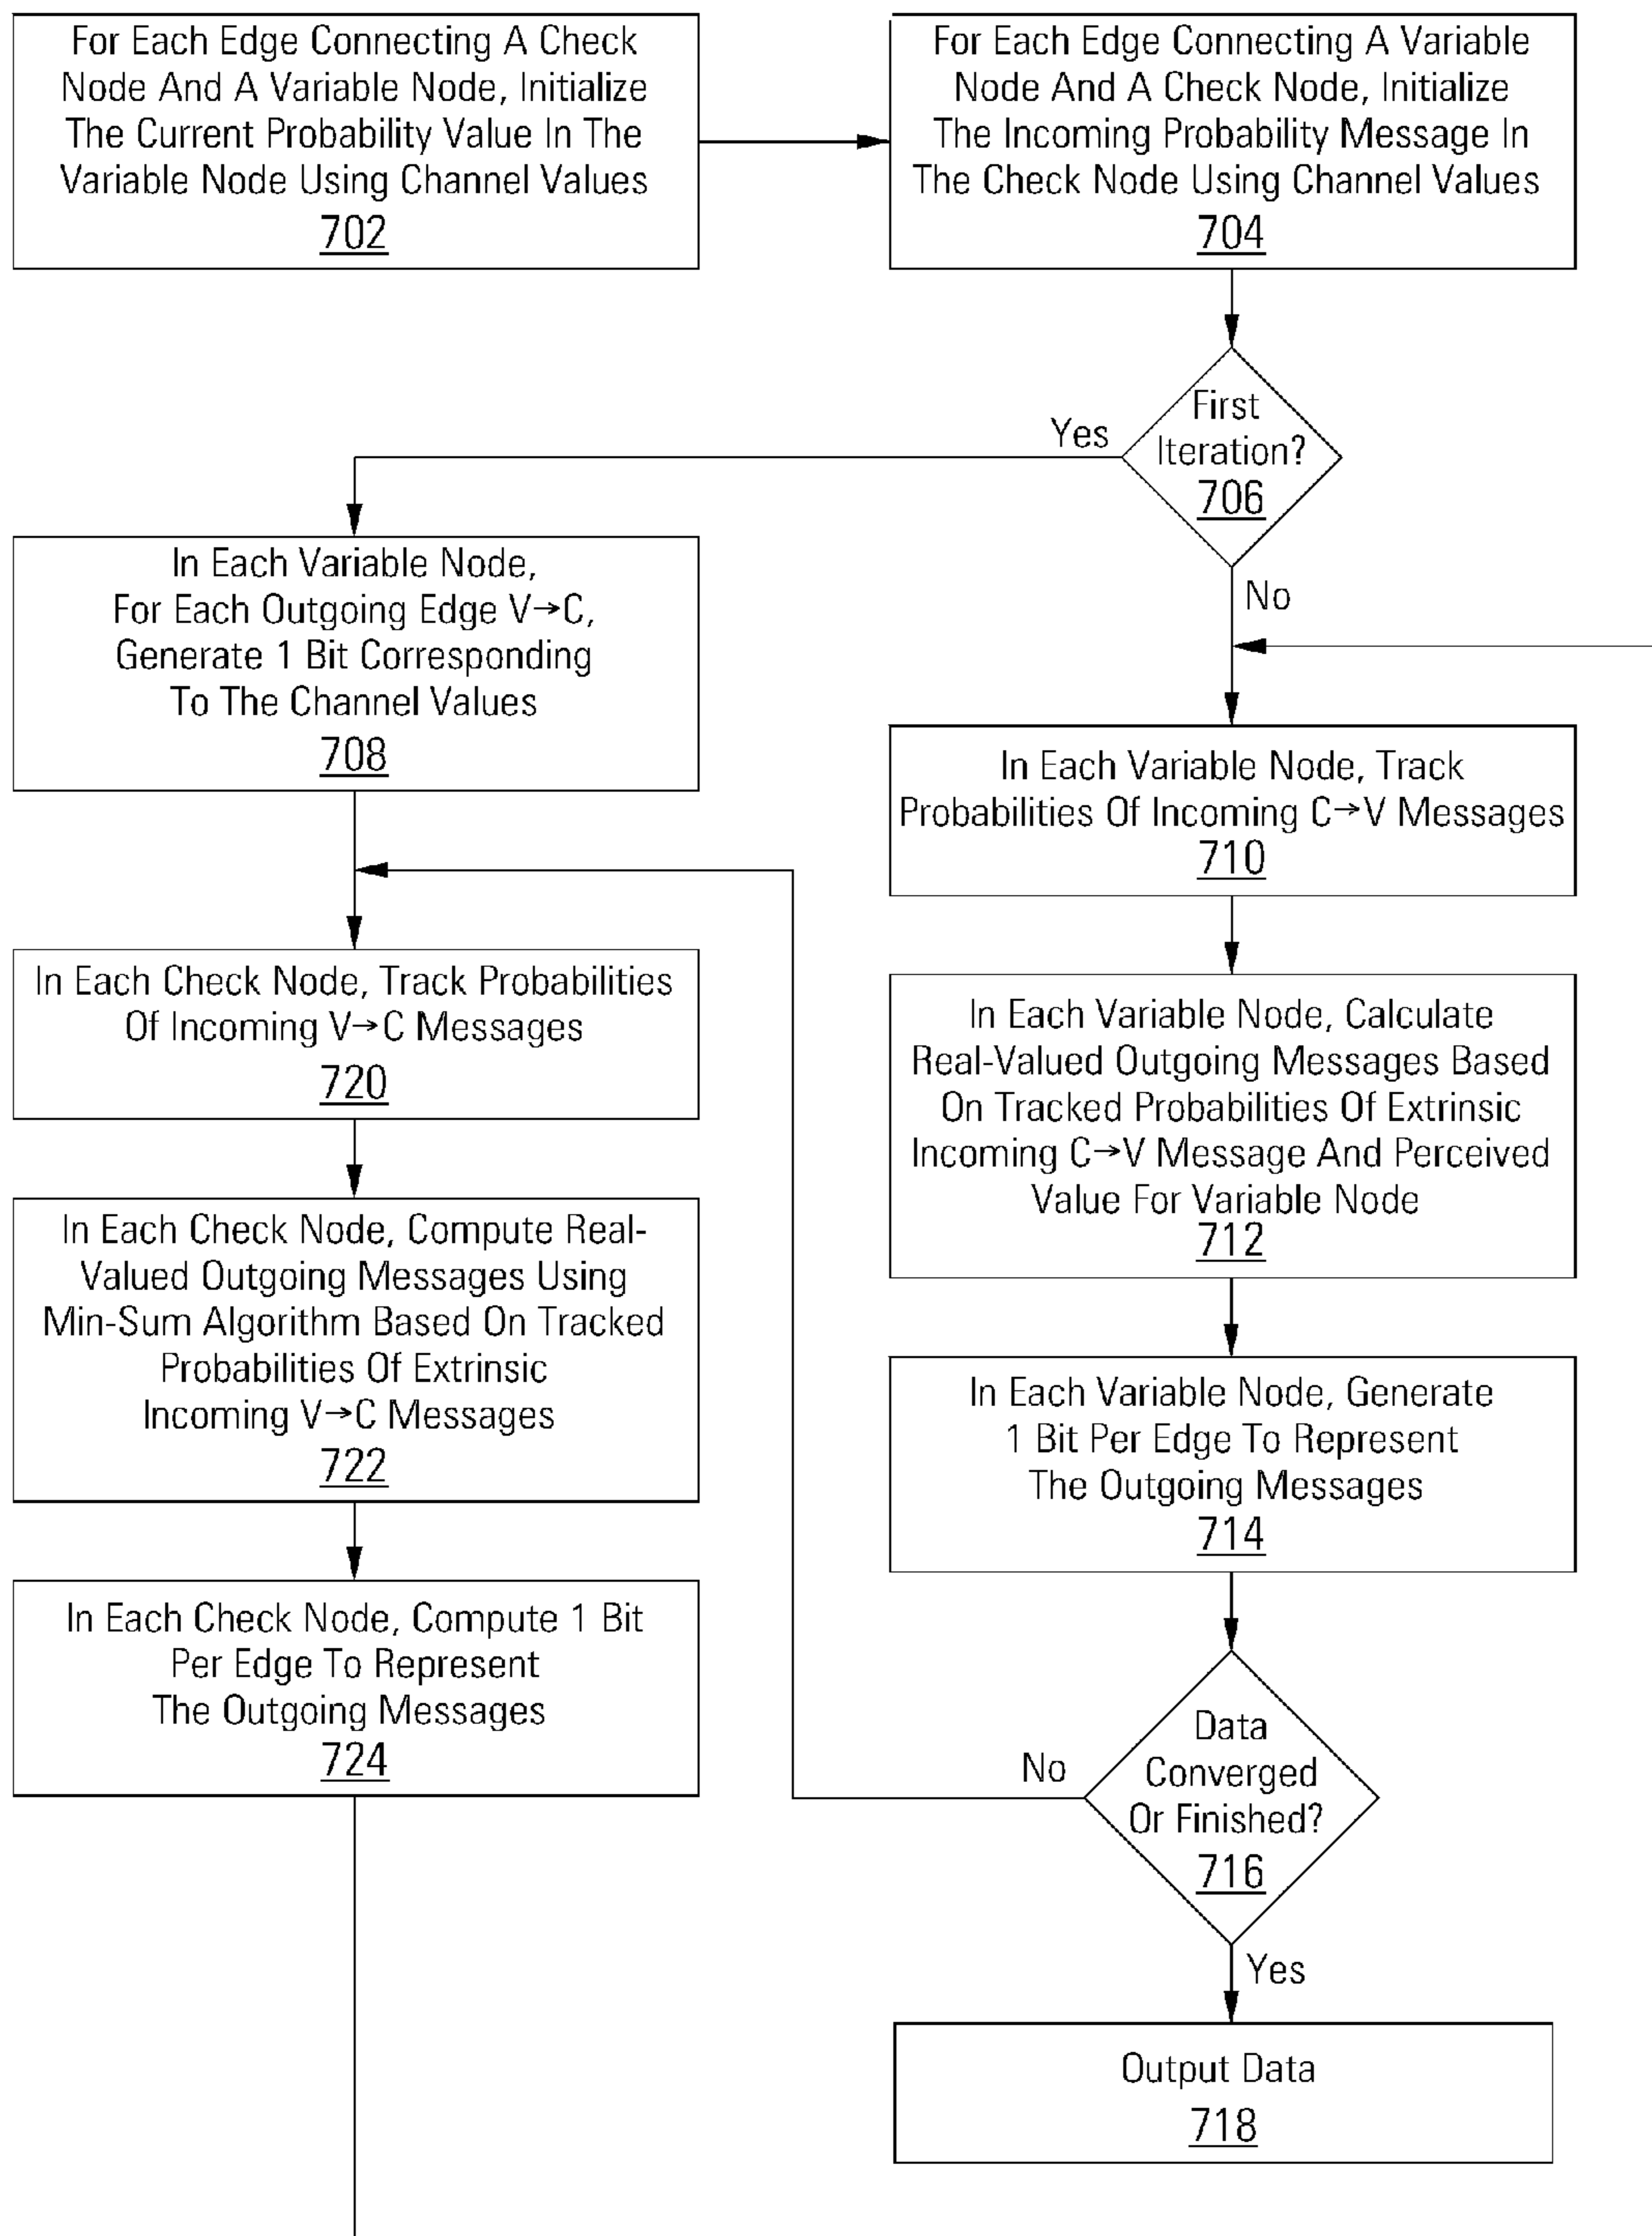 For Each Edge Connecting A Check
Node And A Variable Node, Initialize
The Current Probability Value In The
Variable Node Using Channel Values
702
For Each Edge Connecting A Variable
Node And A Check Node, Initialize
The Incoming Probability Message In
The Check Node Using Channel Values
704
First
Iteration?
706
Yes
No
In Each Variable Node,
For Each Outgoing Edge V→C,
Generate 1 Bit Corresponding
To The Channel Values
708
In Each Variable Node, Track
Probabilities Of Incoming C→V Messages
710
In Each Check Node, Track Probabilities
Of Incoming V→C Messages
720
In Each Variable Node, Calculate
Real-Valued Outgoing Messages Based
On Tracked Probabilities Of Extrinsic
Incoming C→V Message And Perceived
Value For Variable Node
712
In Each Check Node, Compute Real-
Valued Outgoing Messages Using
Min-Sum Algorithm Based On Tracked
Probabilities Of Extrinsic
Incoming V→C Messages
722
In Each Variable Node, Generate
1 Bit Per Edge To Represent
The Outgoing Messages
714
In Each Check Node, Compute 1 Bit
Per Edge To Represent
The Outgoing Messages
724
Data
Converged
Or Finished?
716
No
Yes
Output Data
718